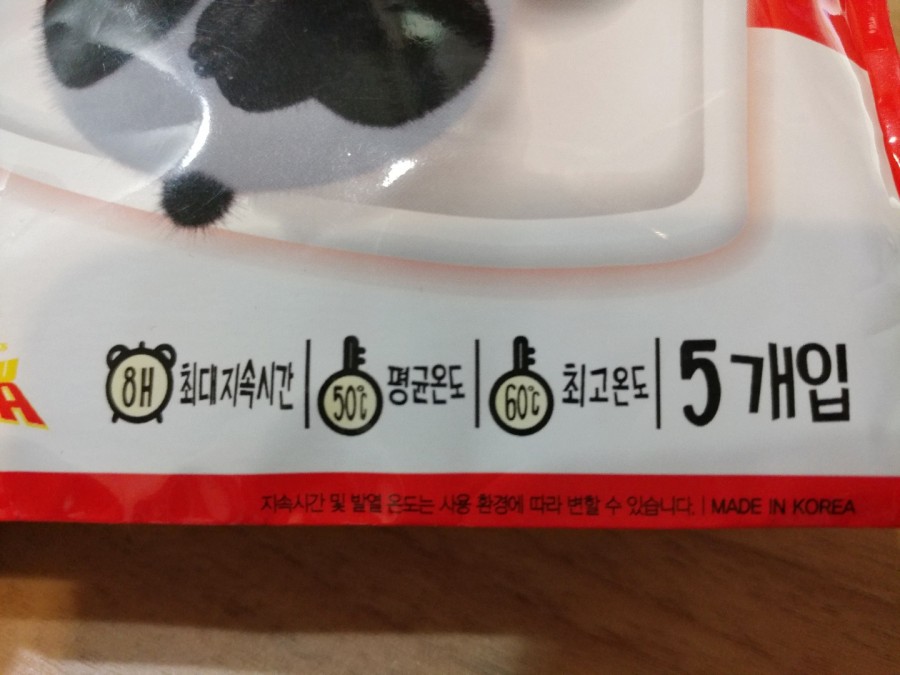 8H 최대지속시간 | 50℃ 평균온도 | 60℃ 최고온도 | 5개입
지속시간 및 발열 온도는 사용 환경에 따라 변할 수 있습니다. | MADE IN KOREA